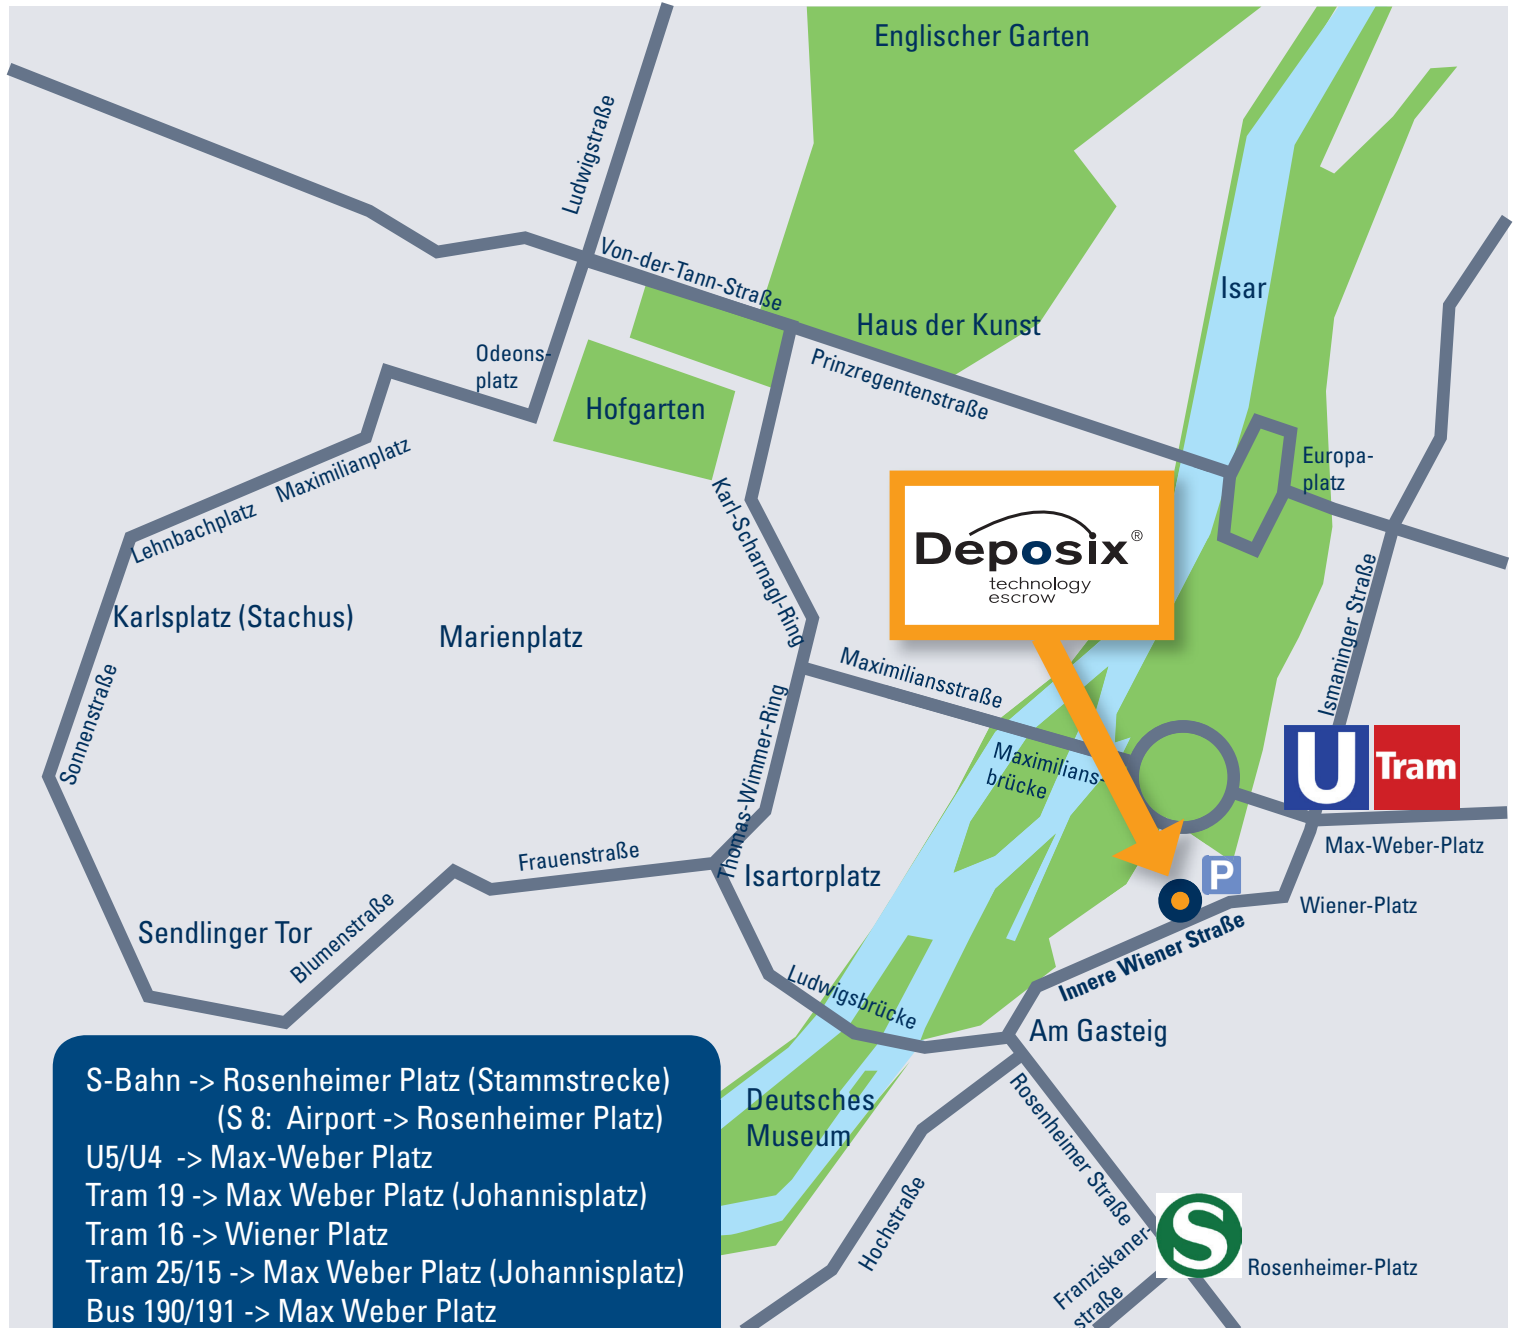 Englischer Garten
Ludwigstraße
Von-der-Tann-Straße
Isar
Haus der Kunst
Odeons-
platz
Prinzregentenstraße
Hofgarten
Maximilianplatz
Europa-
platz
Lehnbachplatz
Karl-Scharnagl-Ring
Deposix®
technology
escrow
Karlsplatz (Stachus)
Marienplatz
Ismaninger Straße
Maximiliansstraße
Sonnenstraße
Thomas-Wimmer-Ring
Maximilians-
brücke
U
Tram
Max-Weber-Platz
Frauenstraße
Isartorplatz
P
Wiener-Platz
Sendlinger Tor
Blumenstraße
Innere Wiener Straße
Ludwigsbrücke
Am Gasteig
S-Bahn -> Rosenheimer Platz (Stammstrecke)
(S 8: Airport -> Rosenheimer Platz)
U5/U4 -> Max-Weber Platz
Tram 19 -> Max Weber Platz (Johannisplatz)
Tram 16 -> Wiener Platz
Tram 25/15 -> Max Weber Platz (Johannisplatz)
Bus 190/191 -> Max Weber Platz
Deutsches
Museum
Rosenheimer Straße
Hochstraße
Franziskaner-
straße
S
Rosenheimer-Platz